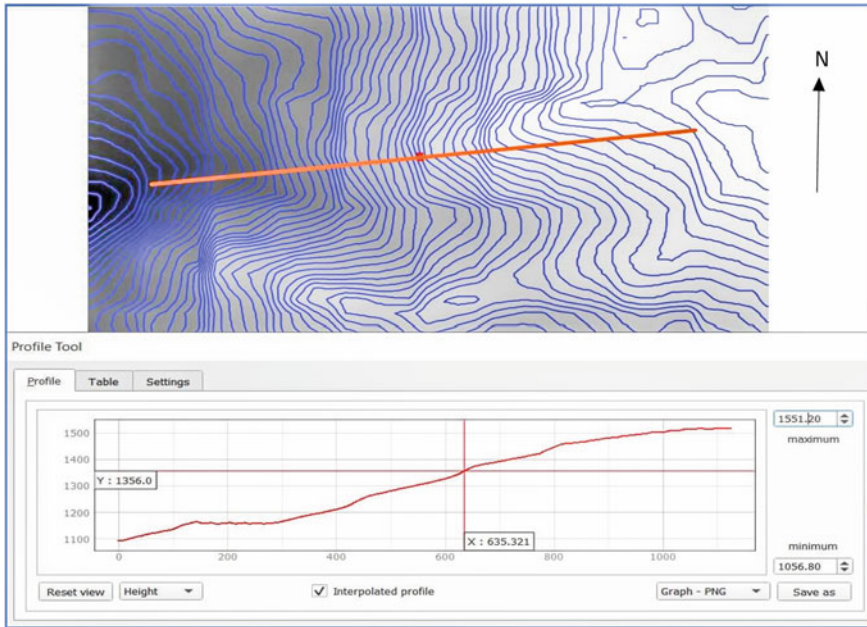 N
Profile Tool
Profile Table Settings
1551.20
maximum
1500
1400
Y : 1356.0
1300
1200
1100
X : 635.321
0 200 400 600 800 1000
minimum
1056.80
Reset view Height Interpolated profile Graph - PNG Save as